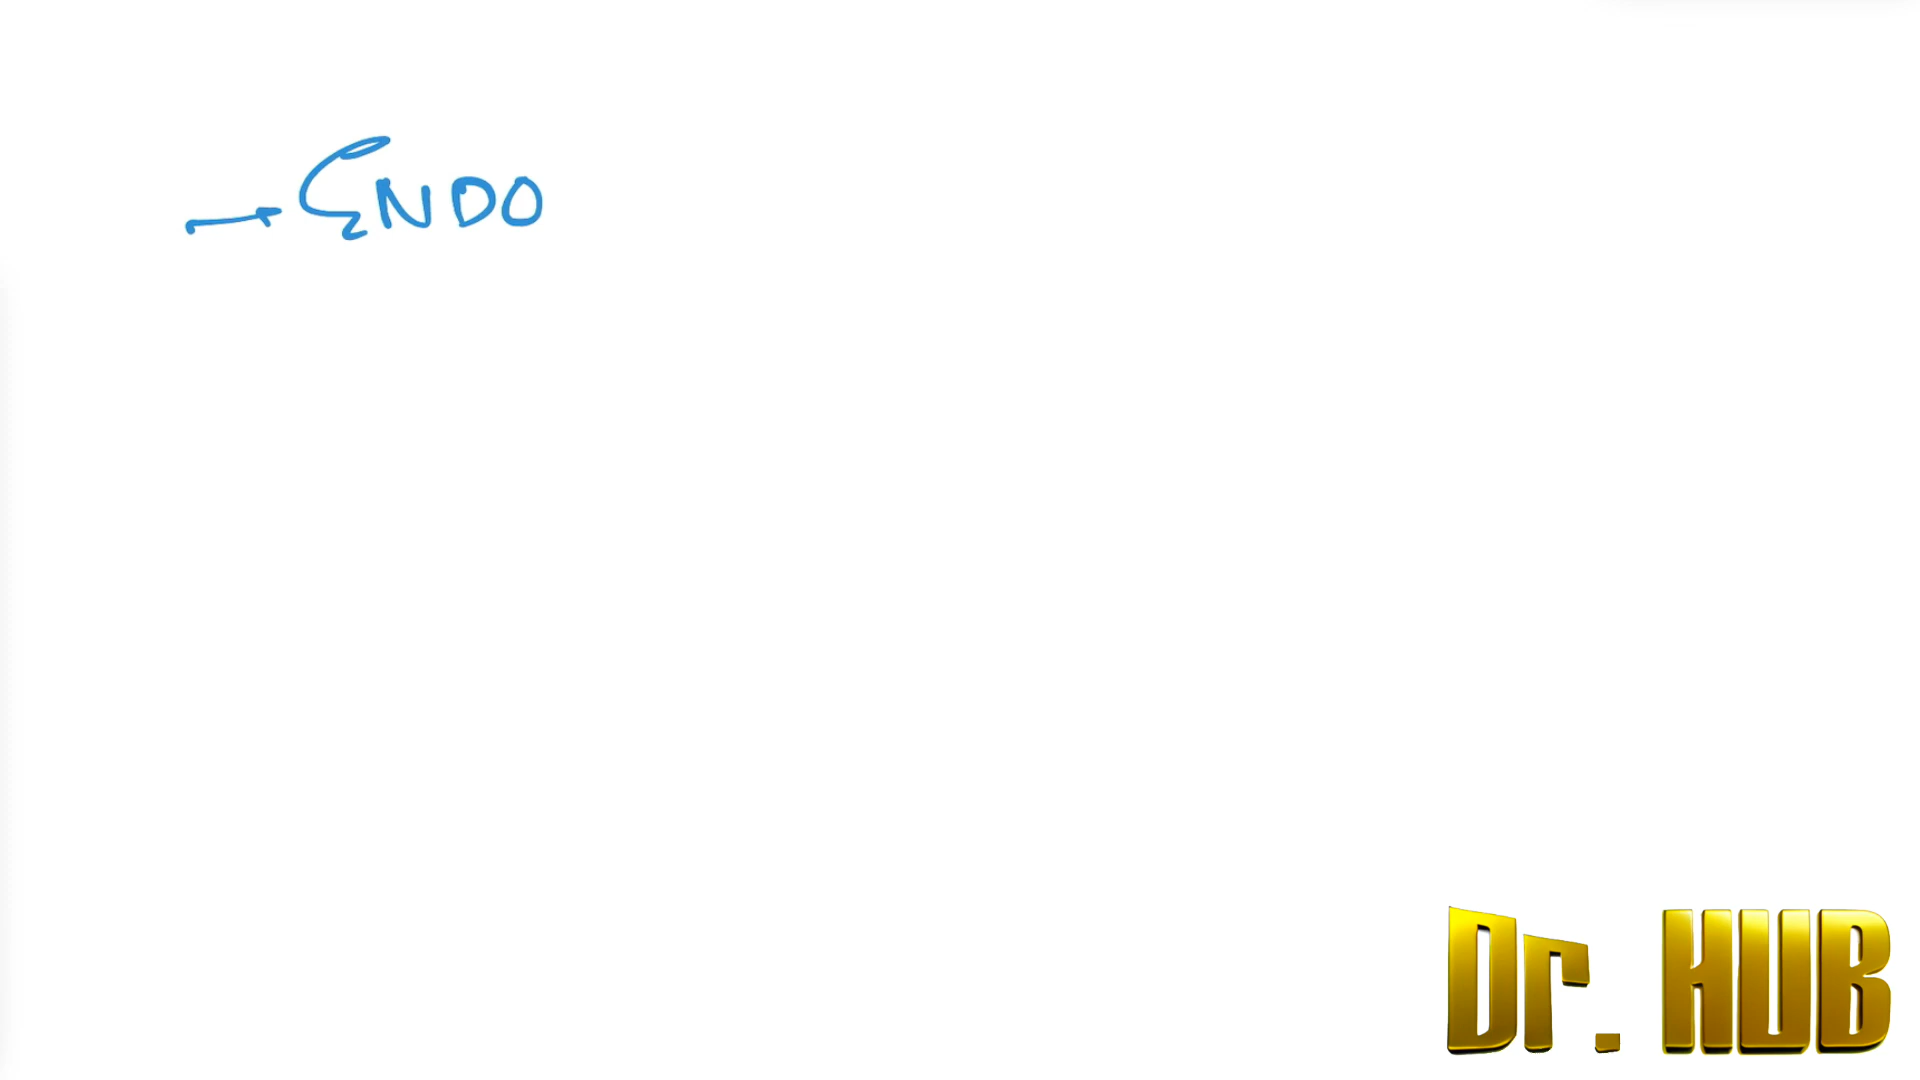 → ENDO
Dr. HUB